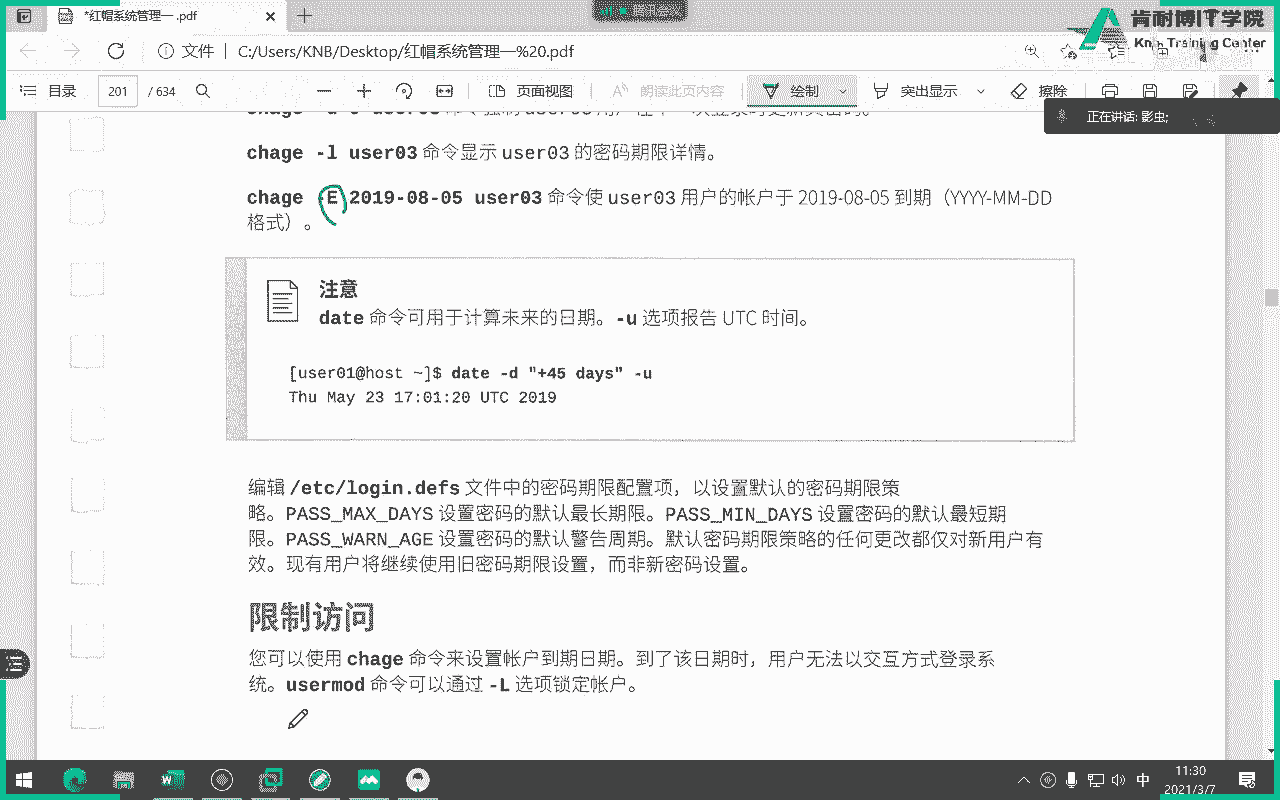 *红帽系统管理一 .pdf
肯耐博IT学院
Knb Training Center
文件 | C:/Users/KNB/Desktop/红帽系统管理一%20.pdf
目录 201 / 634 页面视图 朗读此页内容 绘制 突出显示 擦除
正在讲话: 影虫;
chage -l user03 命令显示 user03 的密码期限详情。
chage -E 2019-08-05 user03 命令使 user03 用户的帐户于 2019-08-05 到期（YYYY-MM-DD
格式）。
注意
date 命令可用于计算未来的日期。-u 选项报告 UTC 时间。
[user01@host ~]$ date -d "+45 days" -u
Thu May 23 17:01:20 UTC 2019
编辑 /etc/login.defs 文件中的密码期限配置项，以设置默认的密码期限策
略。PASS_MAX_DAYS 设置密码的默认最长期限。PASS_MIN_DAYS 设置密码的默认最短期
限。PASS_WARN_AGE 设置密码的默认警告周期。默认密码期限策略的任何更改都仅对新用户有
效。现有用户将继续使用旧密码期限设置，而非新密码设置。
限制访问
您可以使用 chage 命令来设置帐户到期日期。到了该日期时，用户无法以交互方式登录系
统。usermod 命令可以通过 -L 选项锁定帐户。
中
11:30
2021/3/7